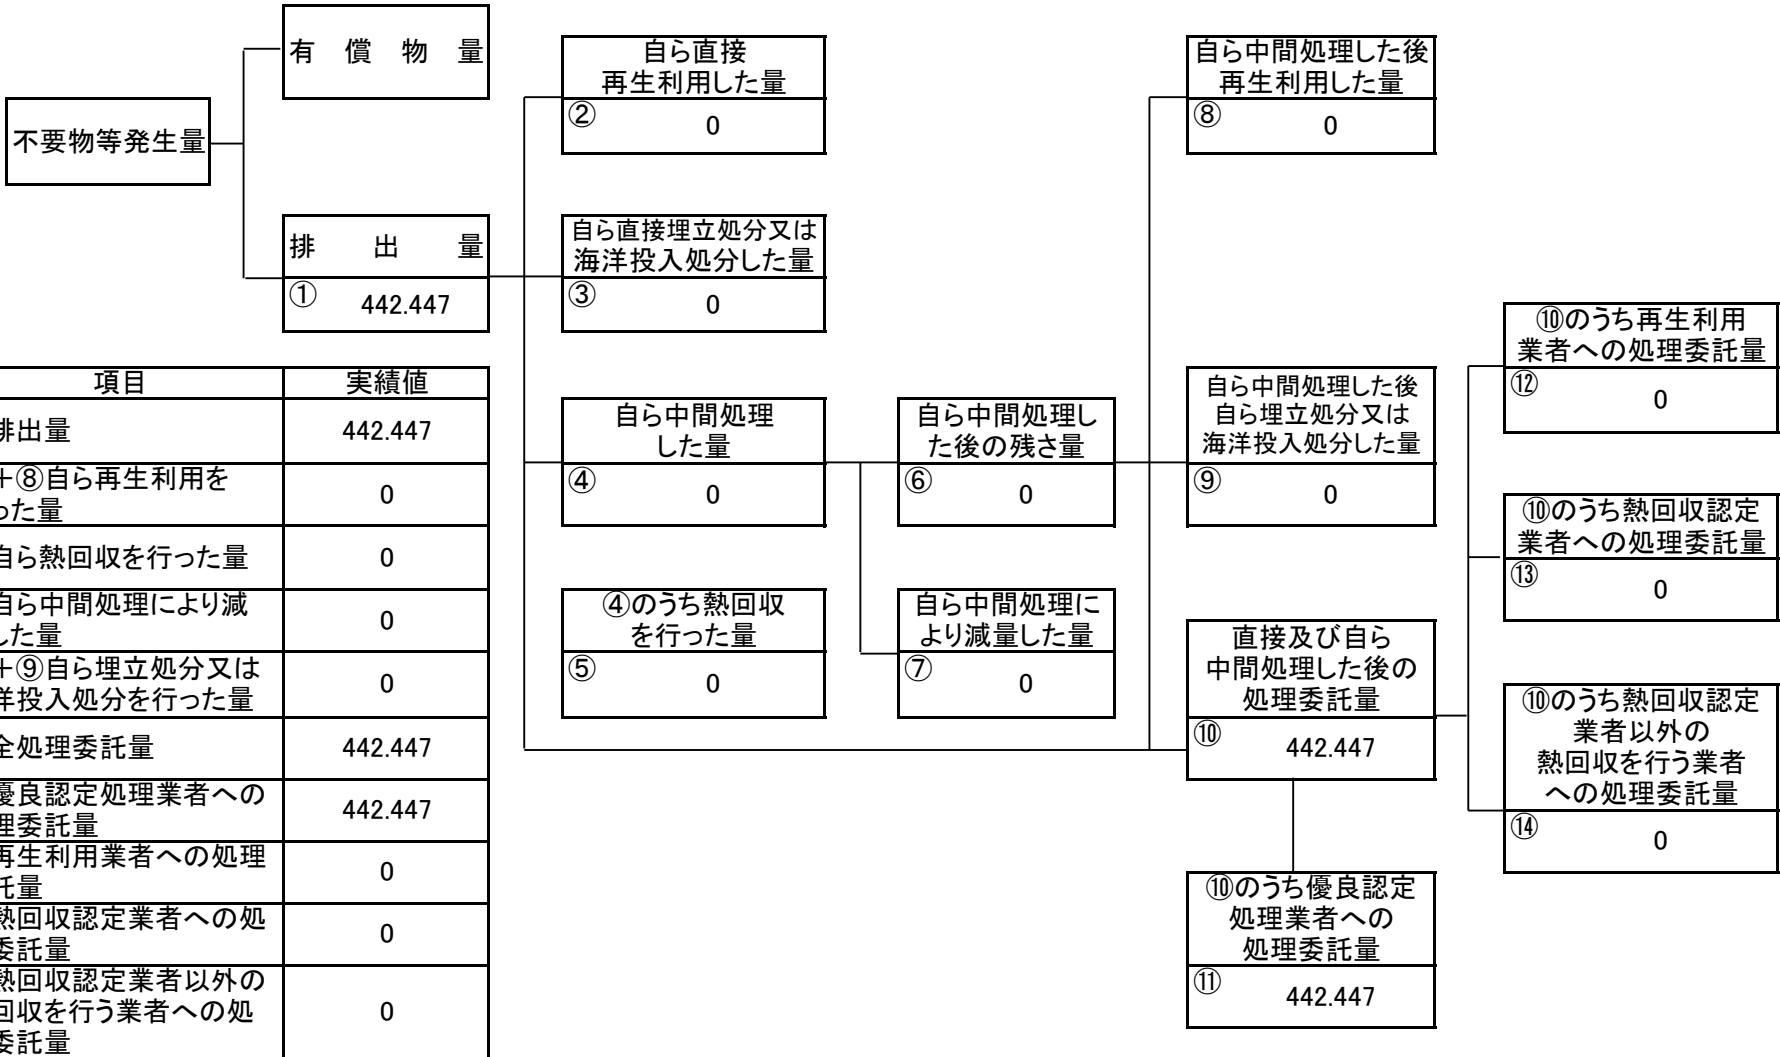 有償物量
不要物等発生量
排出量
① 442.447
自ら直接
再生利用した量
② 0
自ら直接埋立処分又は
海洋投入処分した量
③ 0
自ら中間処理
した量
④ 0
④のうち熱回収
を行った量
⑤ 0
自ら中間処理し
た後の残さ量
⑥ 0
自ら中間処理に
より減量した量
⑦ 0
自ら中間処理した後
再生利用した量
⑧ 0
自ら中間処理した後
自ら埋立処分又は
海洋投入処分した量
⑨ 0
直接及び自ら
中間処理した後の
処理委託量
⑩ 442.447
⑩のうち優良認定
処理業者への
処理委託量
⑪ 442.447
⑩のうち再生利用
業者への処理委託量
⑫ 0
⑩のうち熱回収認定
業者への処理委託量
⑬ 0
⑩のうち熱回収認定
業者以外の
熱回収を行う業者
への処理委託量
⑭ 0
項目 実績値
排出量 442.447
+⑧自ら再生利用を
った量 0
自ら熱回収を行った量 0
自ら中間処理により減
した量 0
+⑨自ら埋立処分又は
洋投入処分を行った量 0
全処理委託量 442.447
優良認定処理業者への
理委託量 442.447
再生利用業者への処理
託量 0
熱回収認定業者への処
委託量 0
熱回収認定業者以外の
回収を行う業者への処
委託量 0